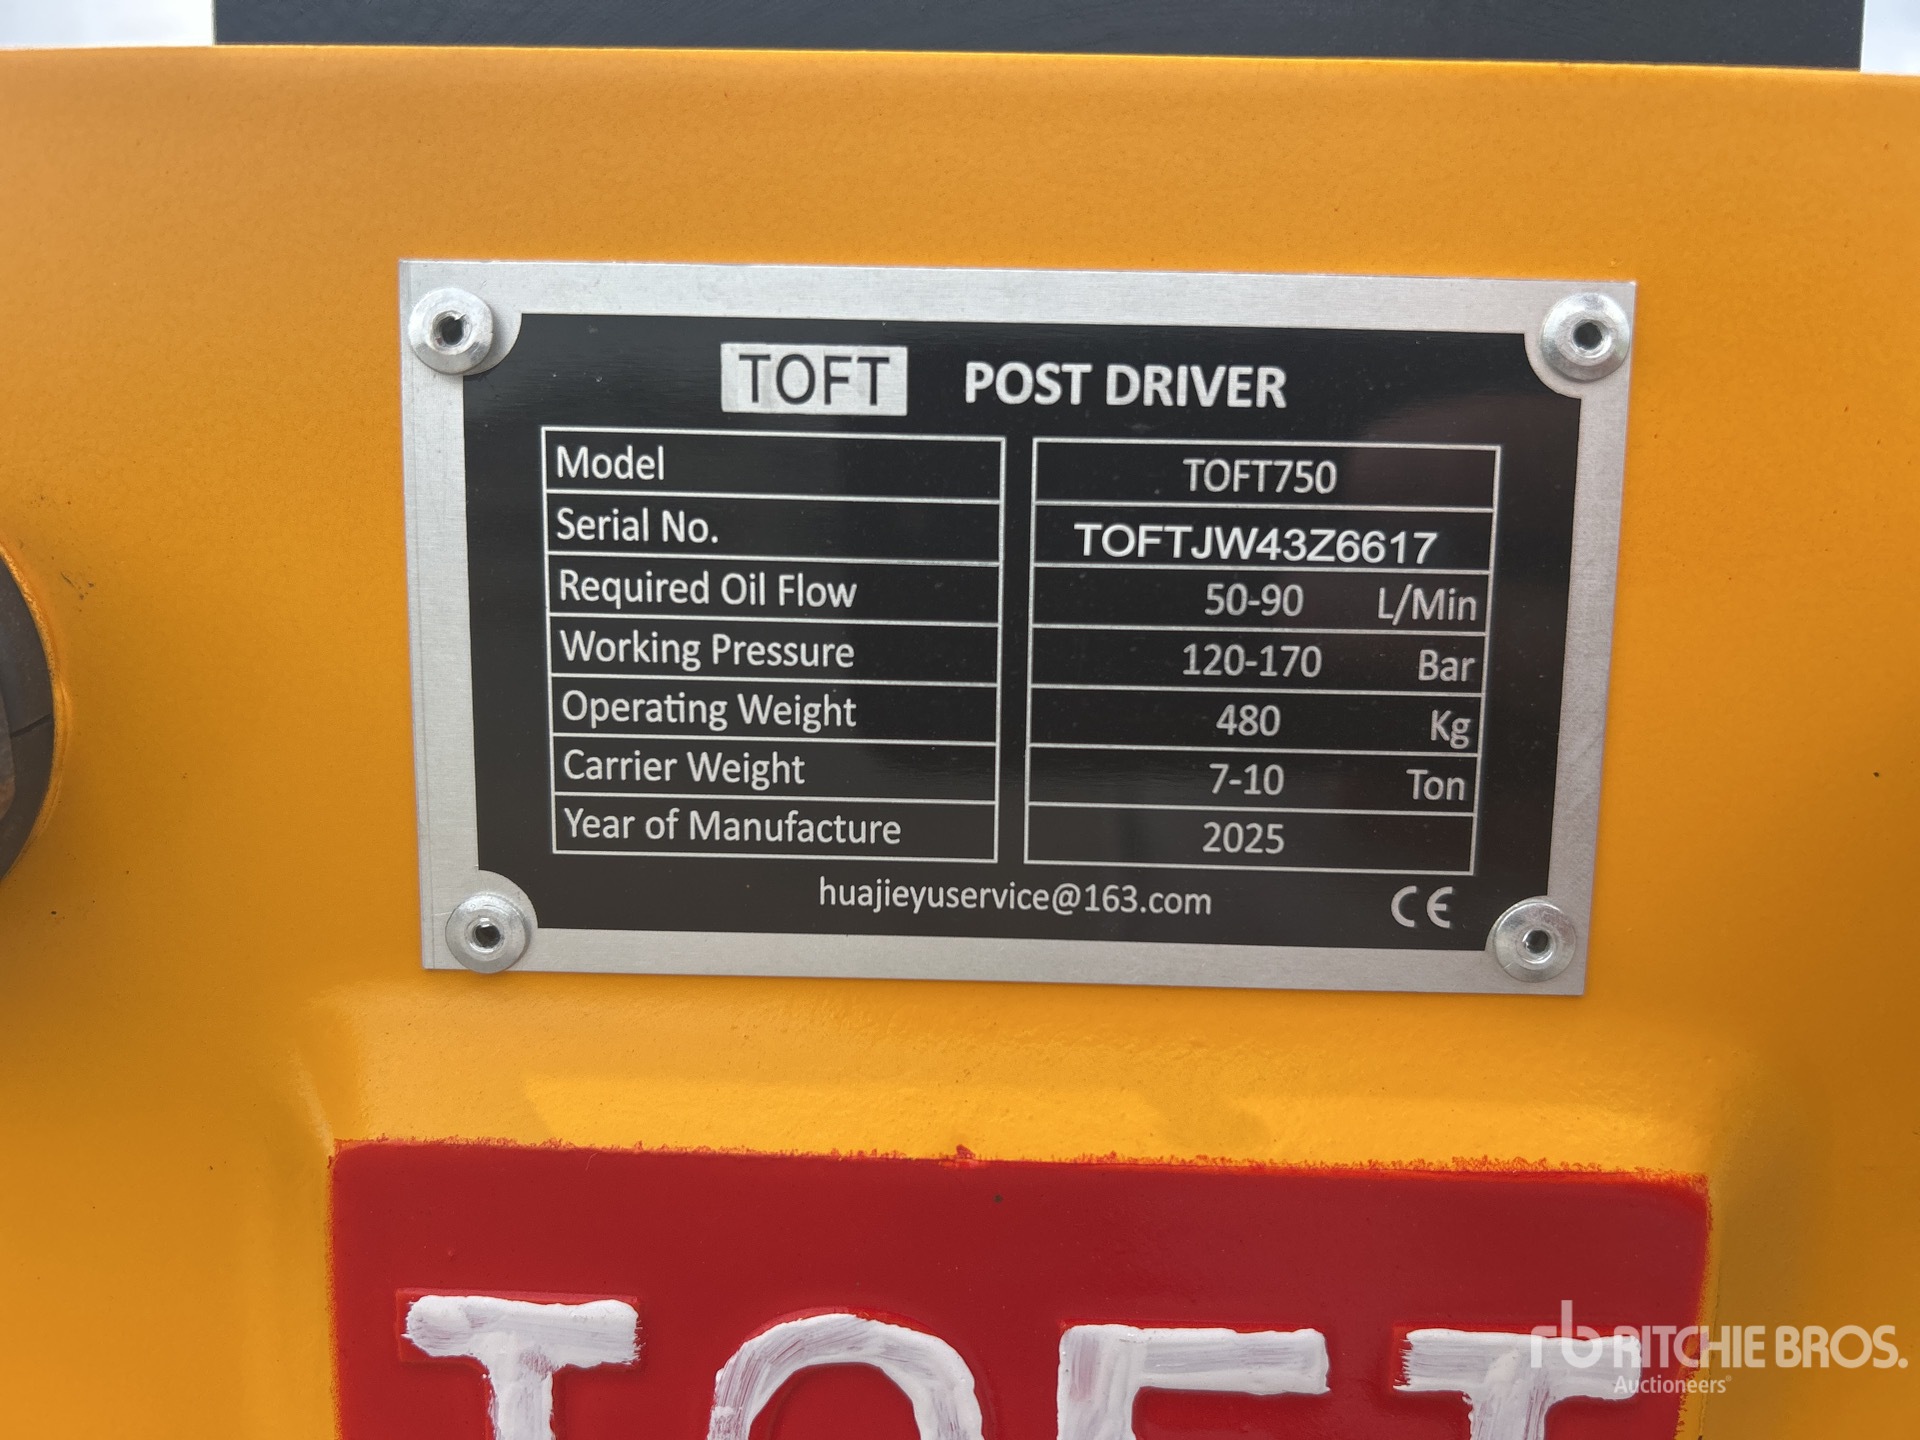 TOFT POST DRIVER
Model TOFT750
Serial No. TOFTJW43Z6617
Required Oil Flow 50-90 L/Min
Working Pressure 120-170 Bar
Operating Weight 480 Kg
Carrier Weight 7-10 Ton
Year of Manufacture 2025
huajieyuservice@163.com CE
TOFT
rb RITCHIE BROS.
Auctioneers